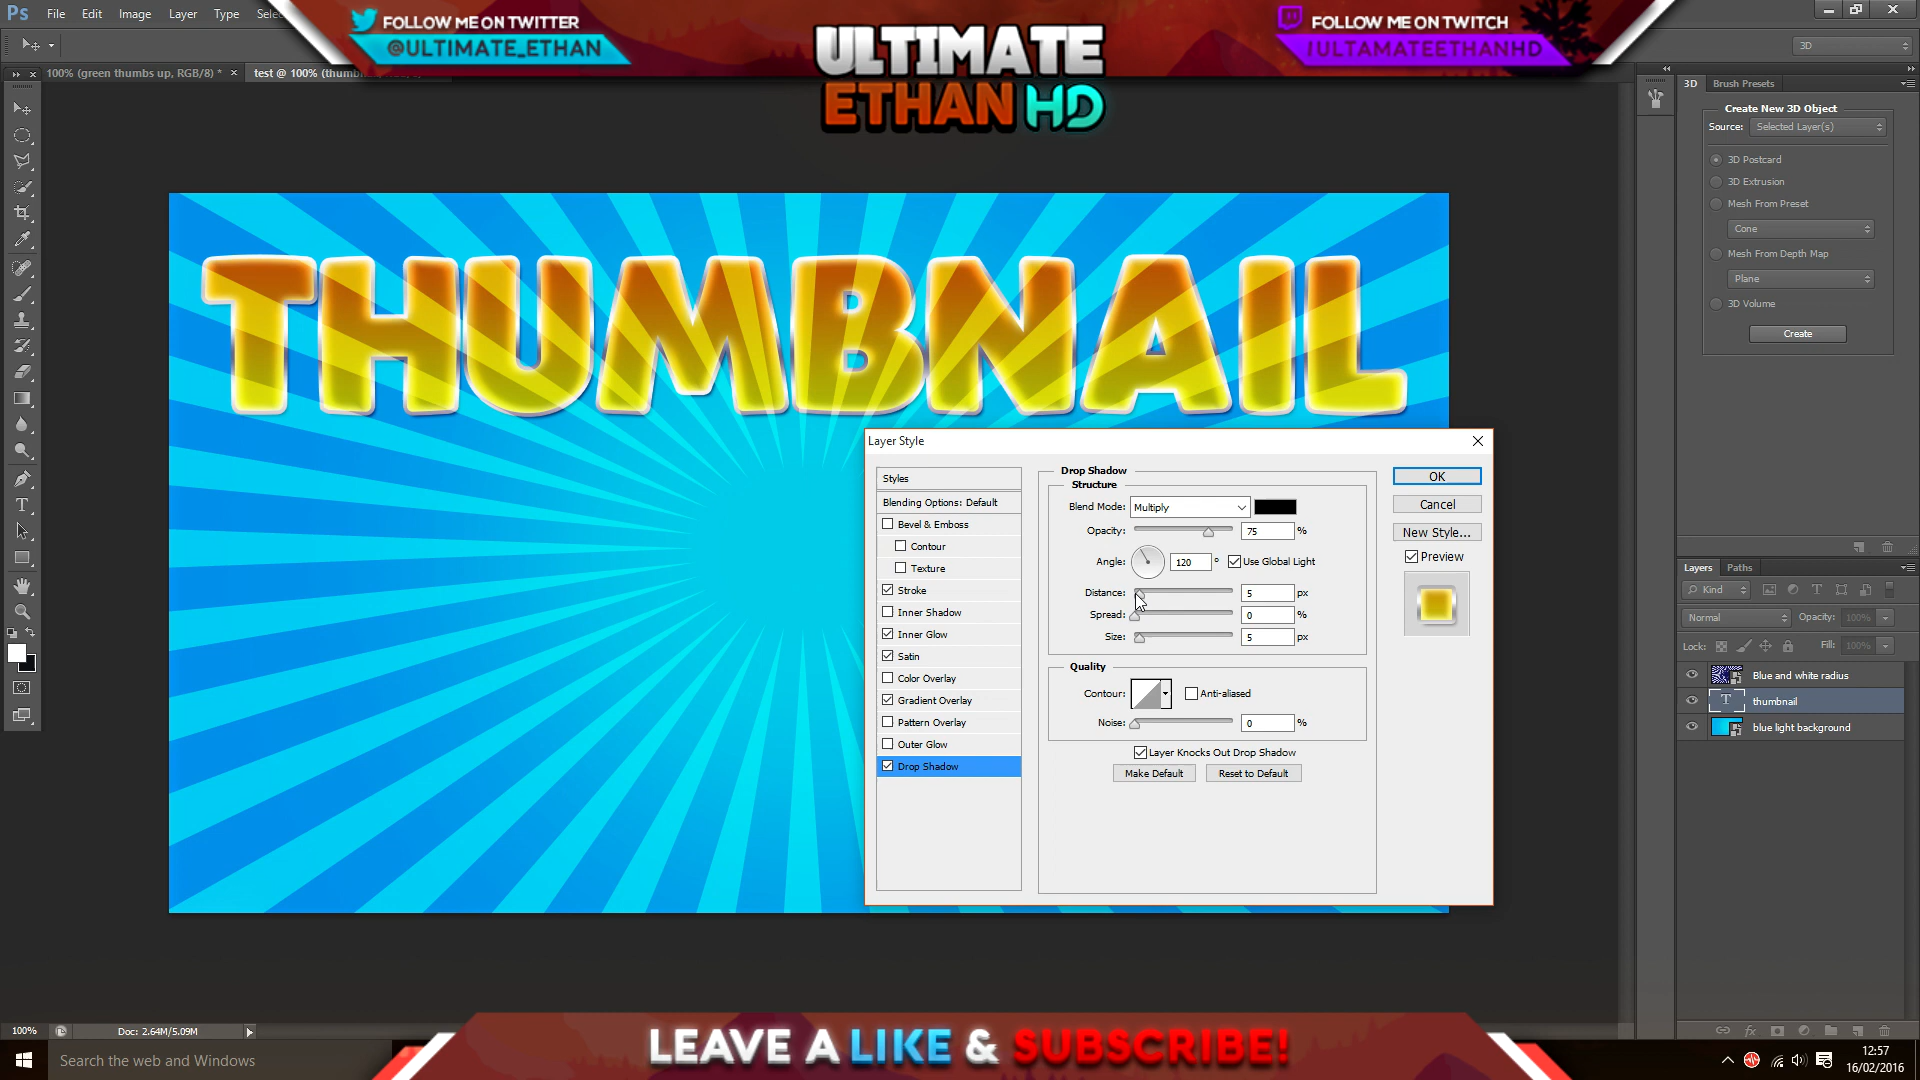 Ps File Edit Image Layer Type
FOLLOW ME ON TWITTER
@ULTIMATE_ETHAN
ULTIMATE
ETHAN HD
FOLLOW ME ON TWITCH
/ULTAMATEETHANHD
3D
100% (green thumbs up, RGB/8) *
test @ 100%
3D Brush Presets
Create New 3D Object
Source: Selected Layer(s)
3D Postcard
3D Extrusion
Mesh From Preset
Cone
Mesh From Depth Map
Plane
3D Volume
Create
THUMBNAIL
Layer Style
Styles
Blending Options: Default
Bevel & Emboss
Contour
Texture
Stroke
Inner Shadow
Inner Glow
Satin
Color Overlay
Gradient Overlay
Pattern Overlay
Outer Glow
Drop Shadow
Drop Shadow
Structure
Blend Mode: Multiply
Opacity: 75 %
Angle: 120 ° Use Global Light
Distance: 5 px
Spread: 0 %
Size: 5 px
Quality
Contour: Anti-aliased
Noise: 0 %
Layer Knocks Out Drop Shadow
Make Default Reset to Default
OK
Cancel
New Style...
Preview
Layers Paths
Kind
Normal Opacity: 100%
Lock: Fill: 100%
Blue and white radius
thumbnail
blue light background
100% Doc: 2.64M/5.09M
Search the web and Windows
LEAVE A LIKE & SUBSCRIBE!
12:57
16/02/2016